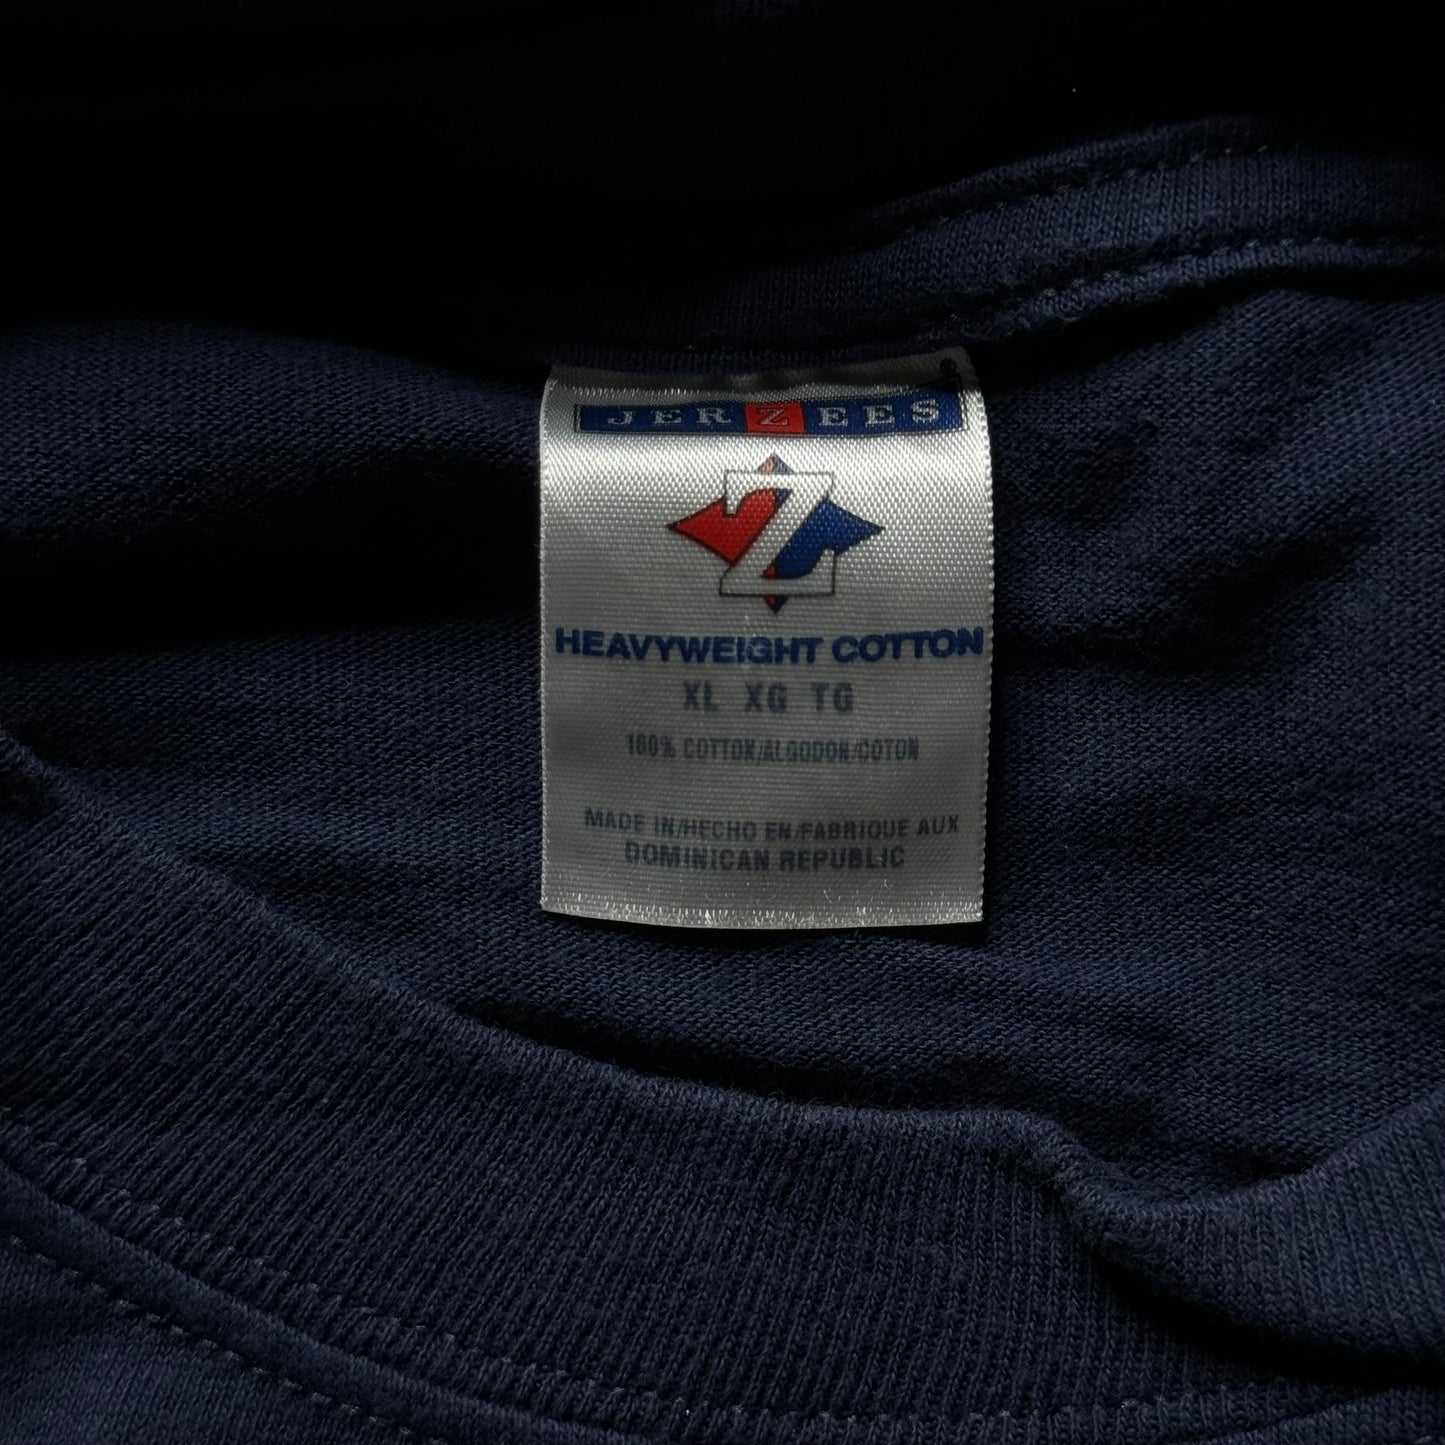 ®
JERZEES
Z
HEAVYWEIGHT COTTON
XL XG TG
100% COTTON/ALGODON/COTON
MADE IN/HECHO EN/FABRIQUE AUX
DOMINICAN REPUBLIC